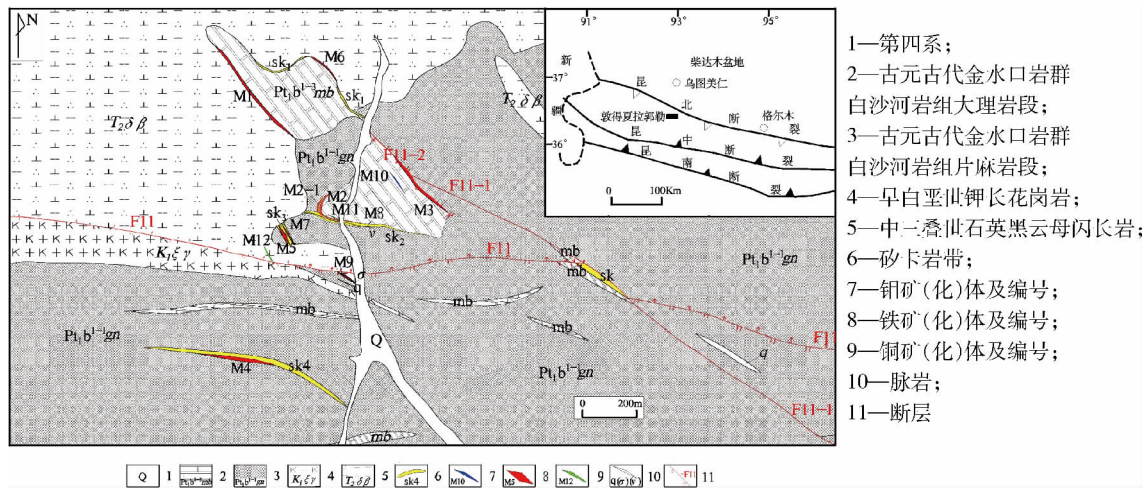 N
91°
93°
95°
37°
36°
新
疆
柴达木盆地
乌图美仁
敦得夏拉郭勒
格尔木
昆
北
断
裂
昆
中
断
裂
昆
南
断
裂
0 100Km
sk₁
M6
Pt₁b¹⁻³mb
sk₁
M1
T₂δβ
T₂δβ
Pt₁b¹⁻¹gn
F11-2
M10
F11-1
M2-1
M2
M11
M3
M8
ν
sk₂
F11
sk₃
M7
M5
M12
K₁ξγ
F11
M9
σ
q
mb
mb
sk
Pt₁b¹⁻¹gn
mb
mb
mb
Pt₁b¹⁻¹gn
Q
q
F11
M4
sk4
Pt₁b¹⁻¹gn
F11-1
0 200m
mb
Q 1 Pt₁b¹⁻³mb 2 Pt₁b¹⁻¹gn 3 K₁ξγ 4 T₂δβ 5 sk4 6 M10 7 M5 8 M12 9 q(σ)(ν) 10 F11 11
1—第四系;
2—古元古代金水口岩群
白沙河岩组大理岩段;
3—古元古代金水口岩群
白沙河岩组片麻岩段;
4—早白垩世钾长花岗岩;
5—中三叠世石英黑云母闪长岩;
6—矽卡岩带;
7—钼矿(化)体及编号;
8—铁矿(化)体及编号;
9—铜矿(化)体及编号;
10—脉岩;
11—断层